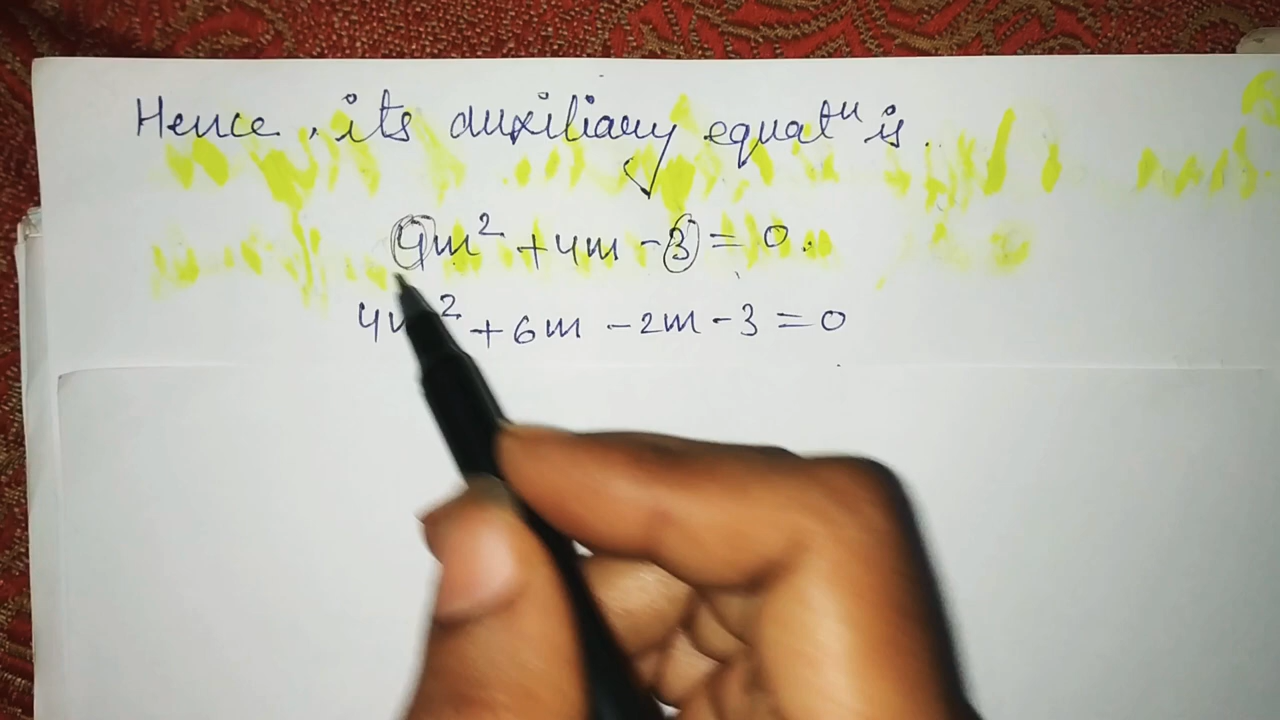 Hence, its auxiliary equatⁿ is.
4m² + 4m - 3 = 0.
4m² + 6m - 2m - 3 = 0